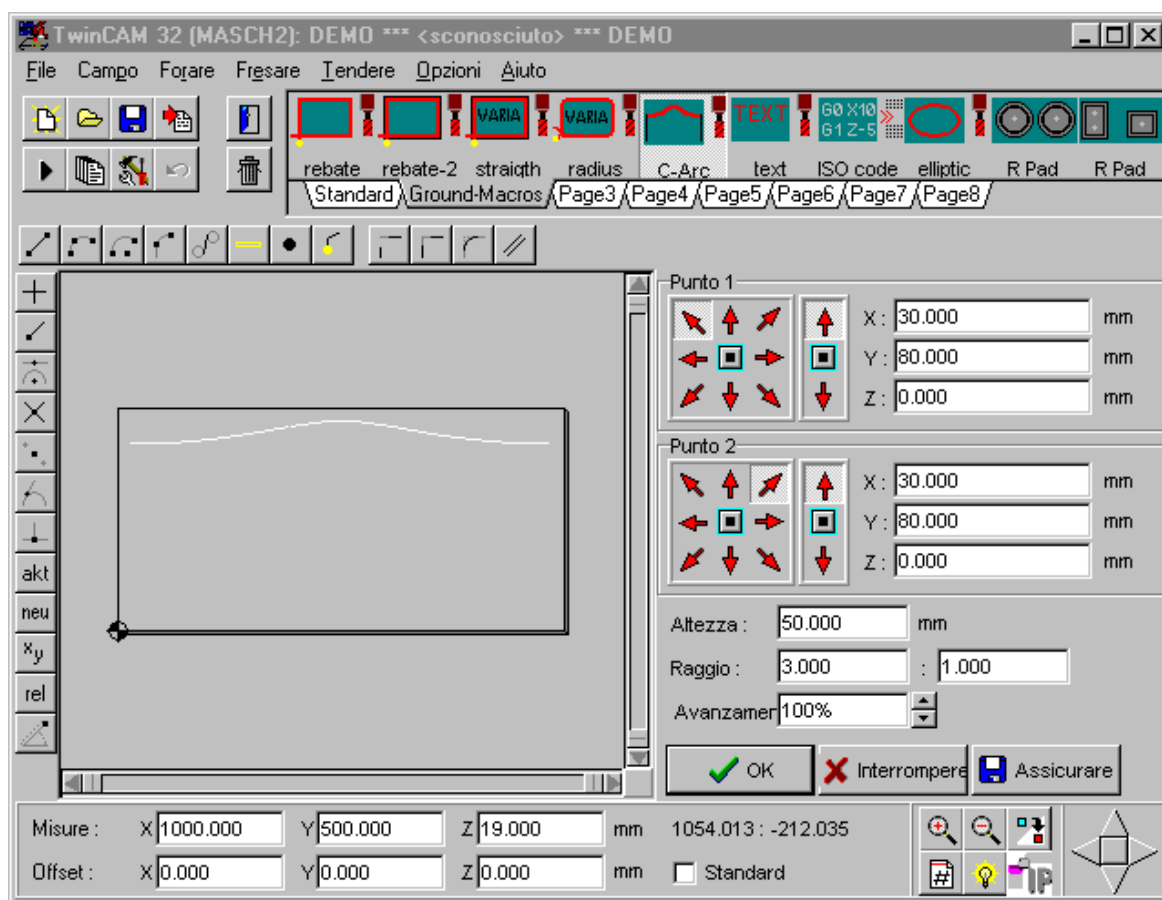 TwinCAM 32 (MASCH2): DEMO *** <sconosciuto> *** DEMO
File Campo Forare Fresare Tendere Opzioni Aiuto
VARIA VARIA TEXT G0 X10
G1 Z-5
rebate rebate-2 straigth radius C-Arc text ISO code elliptic R Pad R Pad
Standard Ground-Macros Page3 Page4 Page5 Page6 Page7 Page8
Punto 1
X : 30.000 mm
Y : 80.000 mm
Z : 0.000 mm
Punto 2
X : 30.000 mm
Y : 80.000 mm
Z : 0.000 mm
akt
neu
xy
rel
Altezza : 50.000 mm
Raggio : 3.000 : 1.000
Avanzamer 100%
OK Interrompere Assicurare
Misure : X 1000.000 Y 500.000 Z 19.000 mm 1054.013 : -212.035
Offset : X 0.000 Y 0.000 Z 0.000 mm Standard
#